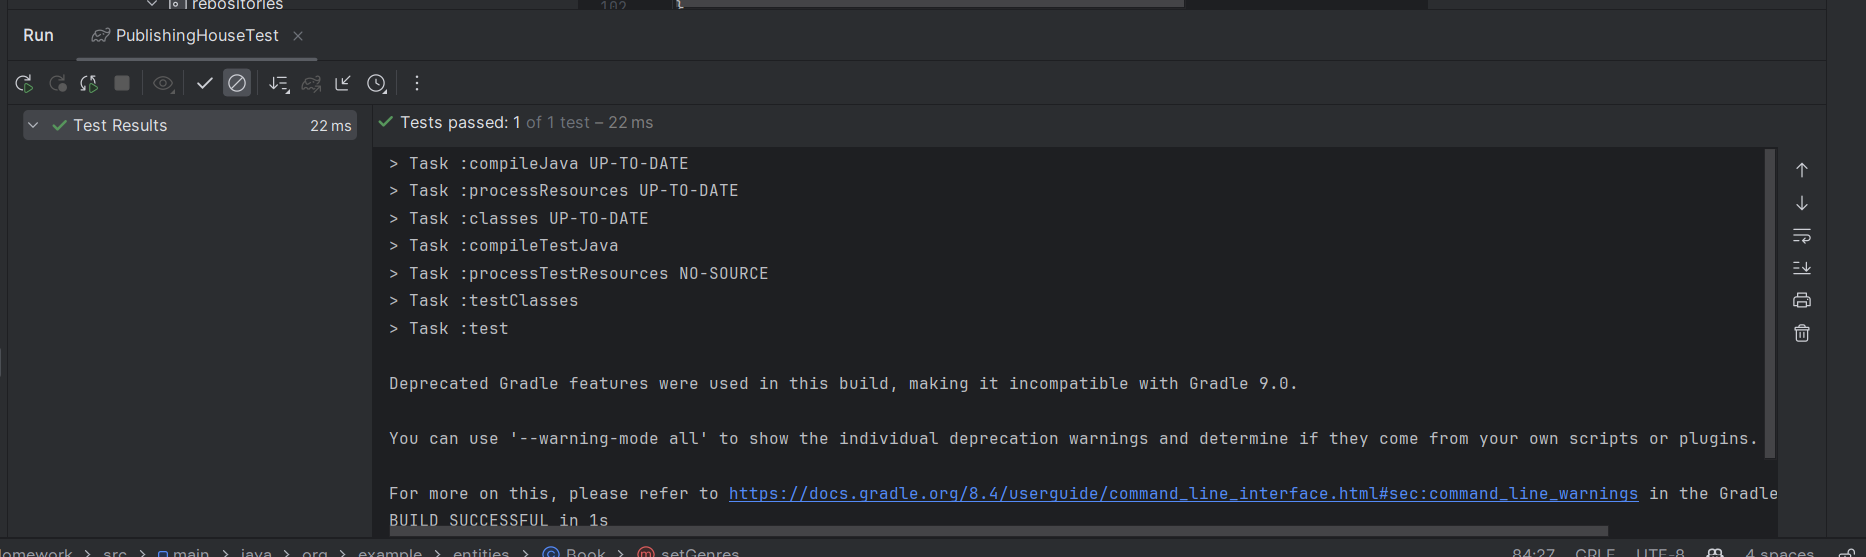 repositories
102
{
Run
PublishingHouseTest
Test Results 22 ms
Tests passed: 1 of 1 test – 22 ms
> Task :compileJava UP-TO-DATE
> Task :processResources UP-TO-DATE
> Task :classes UP-TO-DATE
> Task :compileTestJava
> Task :processTestResources NO-SOURCE
> Task :testClasses
> Task :test
Deprecated Gradle features were used in this build, making it incompatible with Gradle 9.0.
You can use '--warning-mode all' to show the individual deprecation warnings and determine if they come from your own scripts or plugins.
For more on this, please refer to https://docs.gradle.org/8.4/userguide/command_line_interface.html#sec:command_line_warnings in the Gradle
BUILD SUCCESSFUL in 1s
omework > src > main > java > org > example > entities > Book > setGenres 84:27 CRLF UTF-8 4 spaces